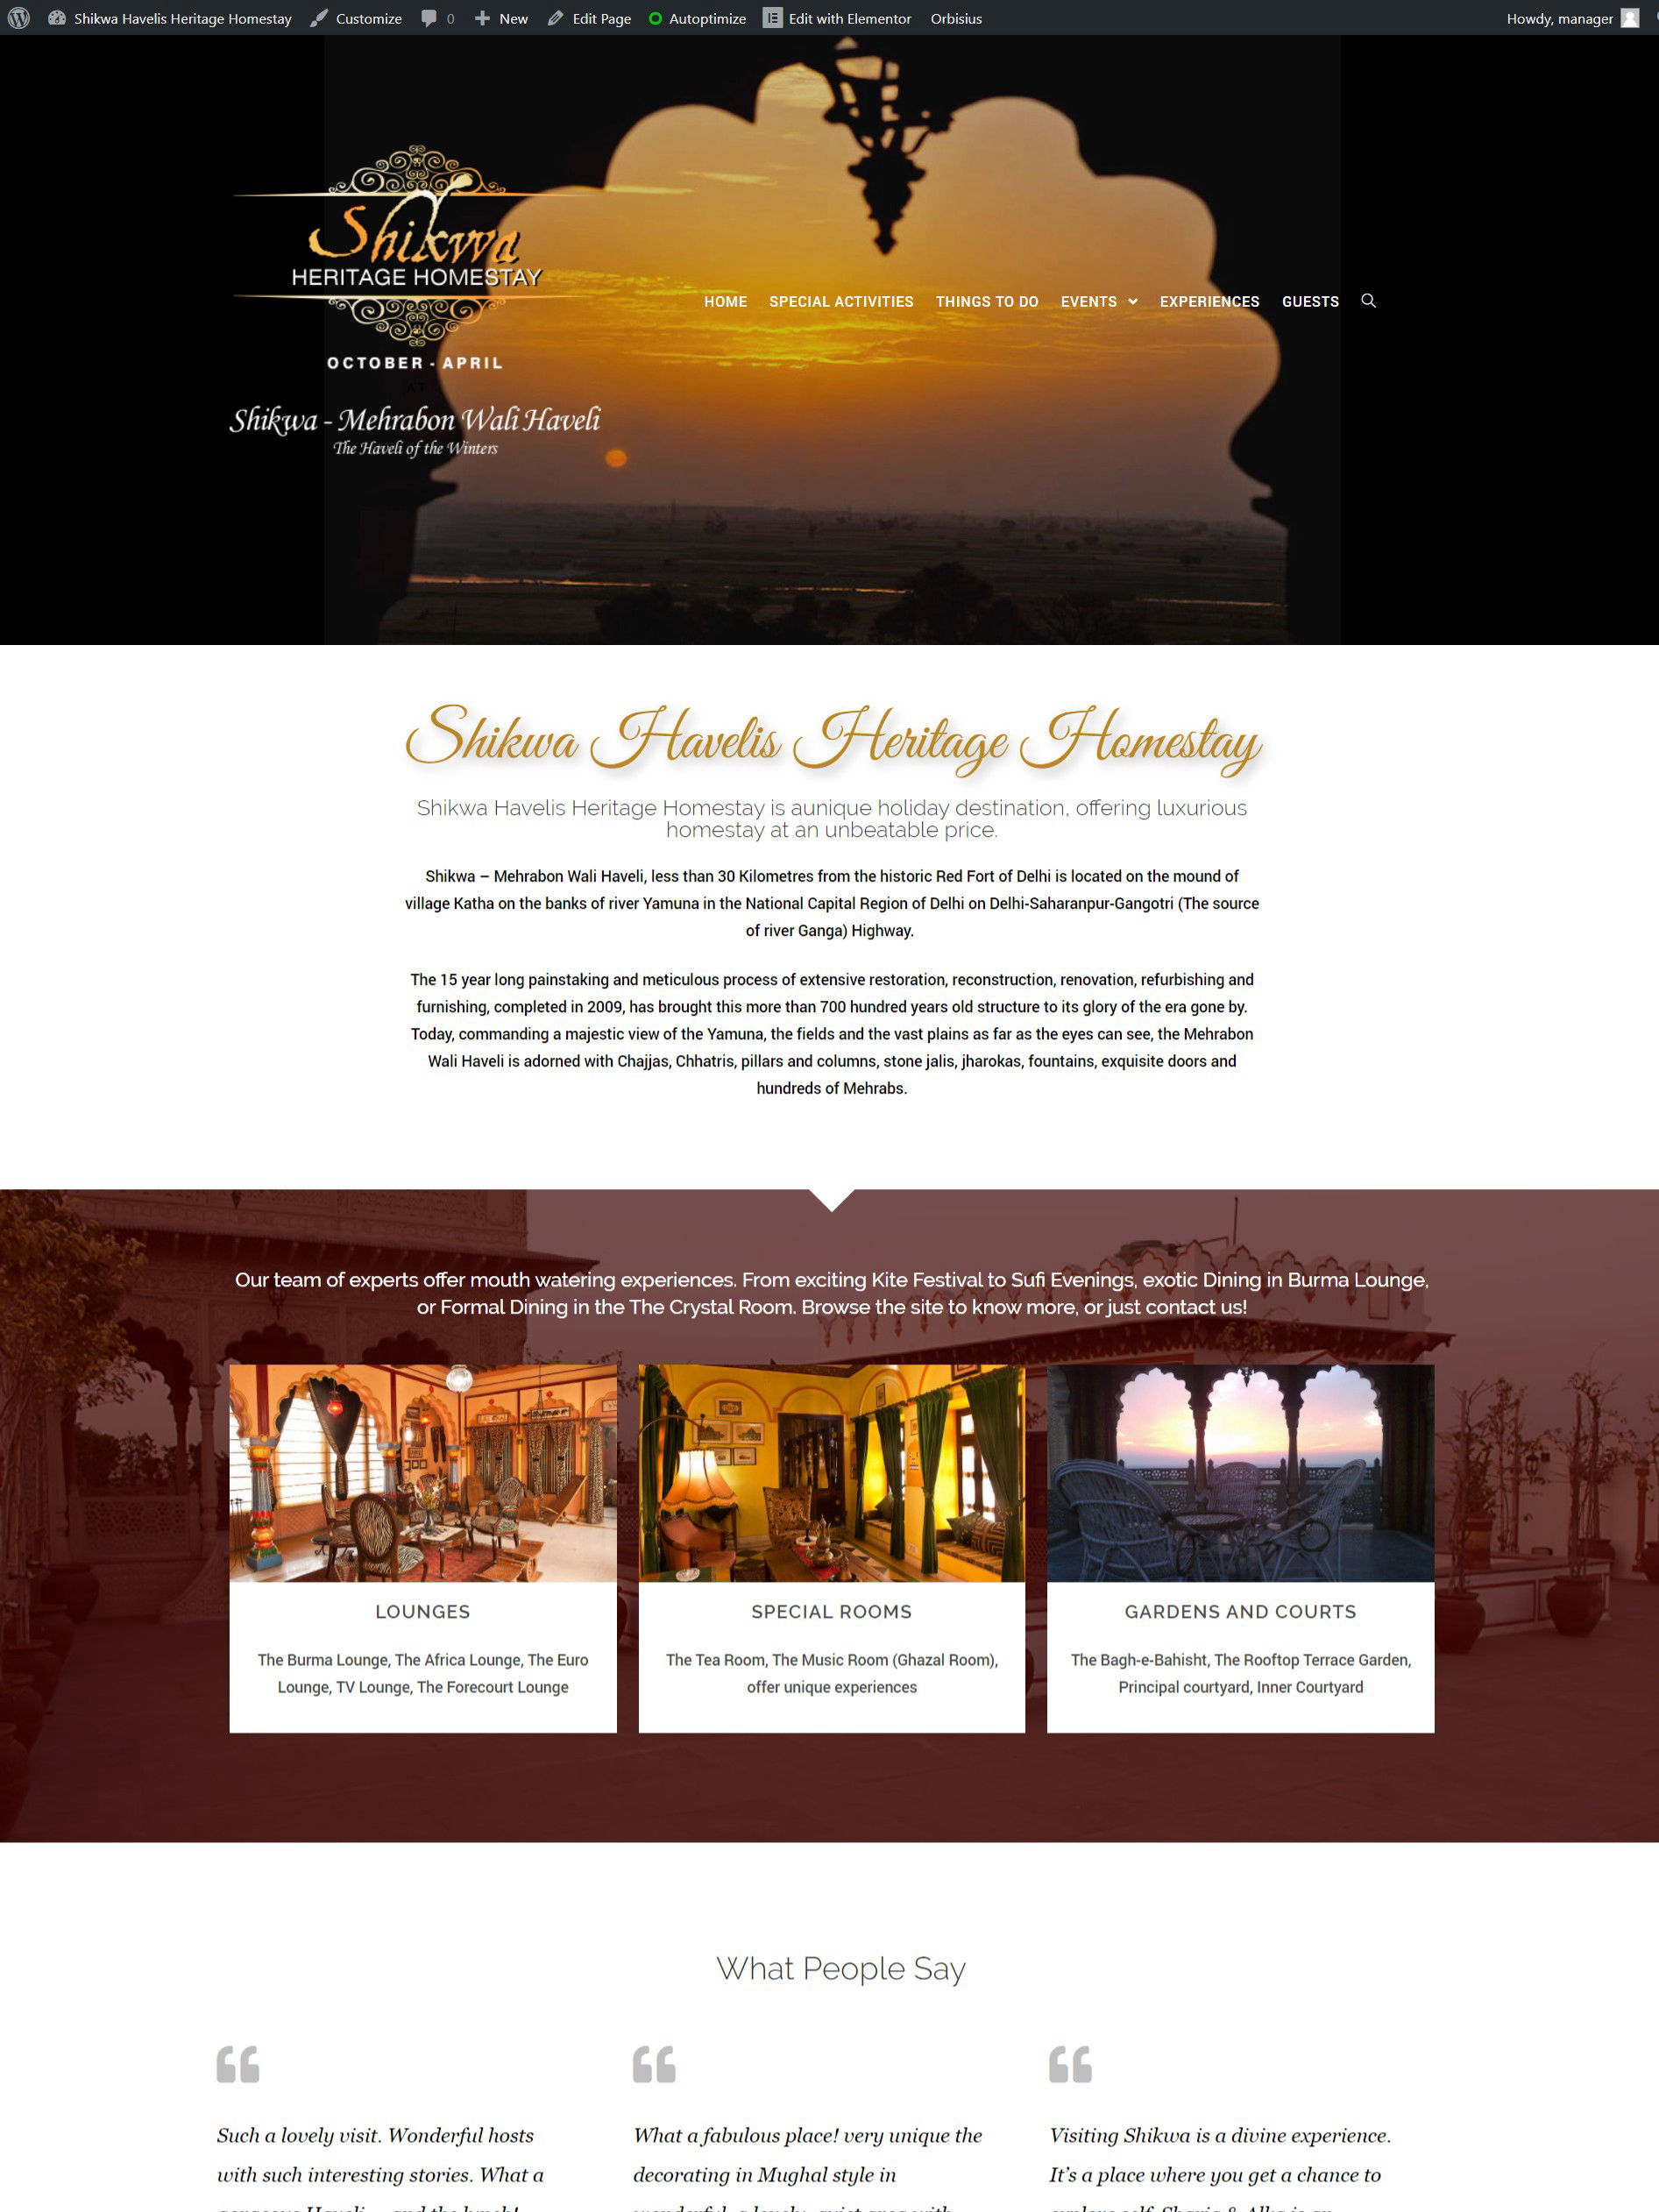 Shikwa Havelis Heritage Homestay Customize 0 New Edit Page Autoptimize Edit with Elementor Orbisius Howdy, manager
Shikwa
HERITAGE HOMESTAY
OCTOBER - APRIL
AT
Shikwa - Mehrabon Wali Haveli
The Haveli of the Winters
HOME SPECIAL ACTIVITIES THINGS TO DO EVENTS EXPERIENCES GUESTS
Shikwa Havelis Heritage Homestay
Shikwa Havelis Heritage Homestay is aunique holiday destination, offering luxurious
homestay at an unbeatable price.
Shikwa – Mehrabon Wali Haveli, less than 30 Kilometres from the historic Red Fort of Delhi is located on the mound of
village Katha on the banks of river Yamuna in the National Capital Region of Delhi on Delhi-Saharanpur-Gangotri (The source
of river Ganga) Highway.
The 15 year long painstaking and meticulous process of extensive restoration, reconstruction, renovation, refurbishing and
furnishing, completed in 2009, has brought this more than 700 hundred years old structure to its glory of the era gone by.
Today, commanding a majestic view of the Yamuna, the fields and the vast plains as far as the eyes can see, the Mehrabon
Wali Haveli is adorned with Chajjas, Chhatris, pillars and columns, stone jalis, jharokas, fountains, exquisite doors and
hundreds of Mehrabs.
Our team of experts offer mouth watering experiences. From exciting Kite Festival to Sufi Evenings, exotic Dining in Burma Lounge,
or Formal Dining in the The Crystal Room. Browse the site to know more, or just contact us!
LOUNGES
The Burma Lounge, The Africa Lounge, The Euro
Lounge, TV Lounge, The Forecourt Lounge
SPECIAL ROOMS
The Tea Room, The Music Room (Ghazal Room),
offer unique experiences
GARDENS AND COURTS
The Bagh-e-Bahisht, The Rooftop Terrace Garden,
Principal courtyard, Inner Courtyard
What People Say
Such a lovely visit. Wonderful hosts
with such interesting stories. What a
What a fabulous place! very unique the
decorating in Mughal style in
Visiting Shikwa is a divine experience.
It's a place where you get a chance to